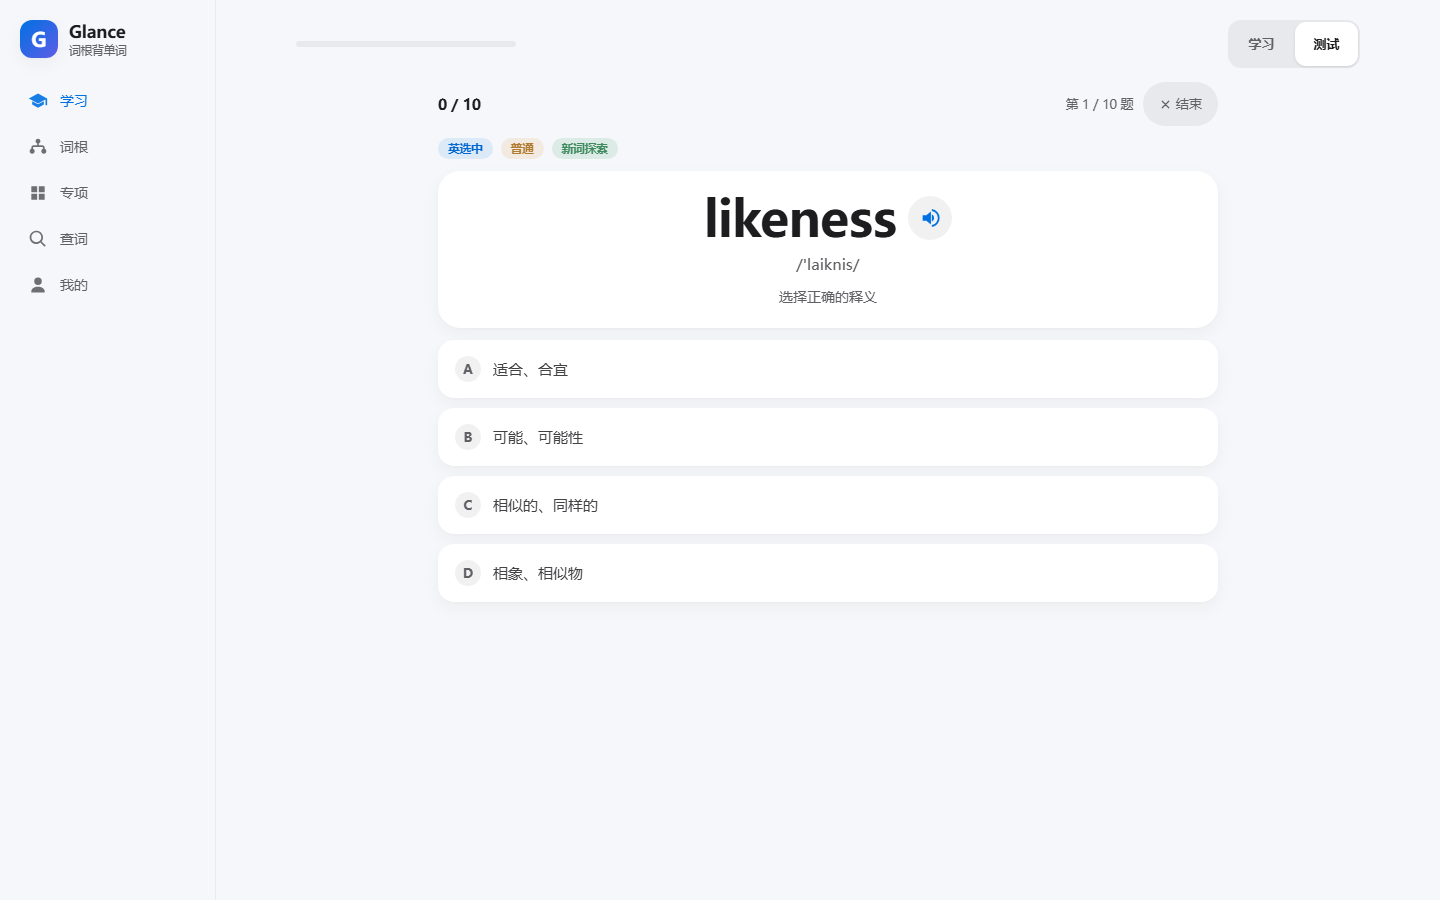 G
Glance
词根背单词
学习
词根
专项
查词
我的
学习
测试
0 / 10
第 1 / 10 题
× 结束
英选中
普通
新词探索
likeness
/'laiknis/
选择正确的释义
A 适合、合宜
B 可能、可能性
C 相似的、同样的
D 相象、相似物